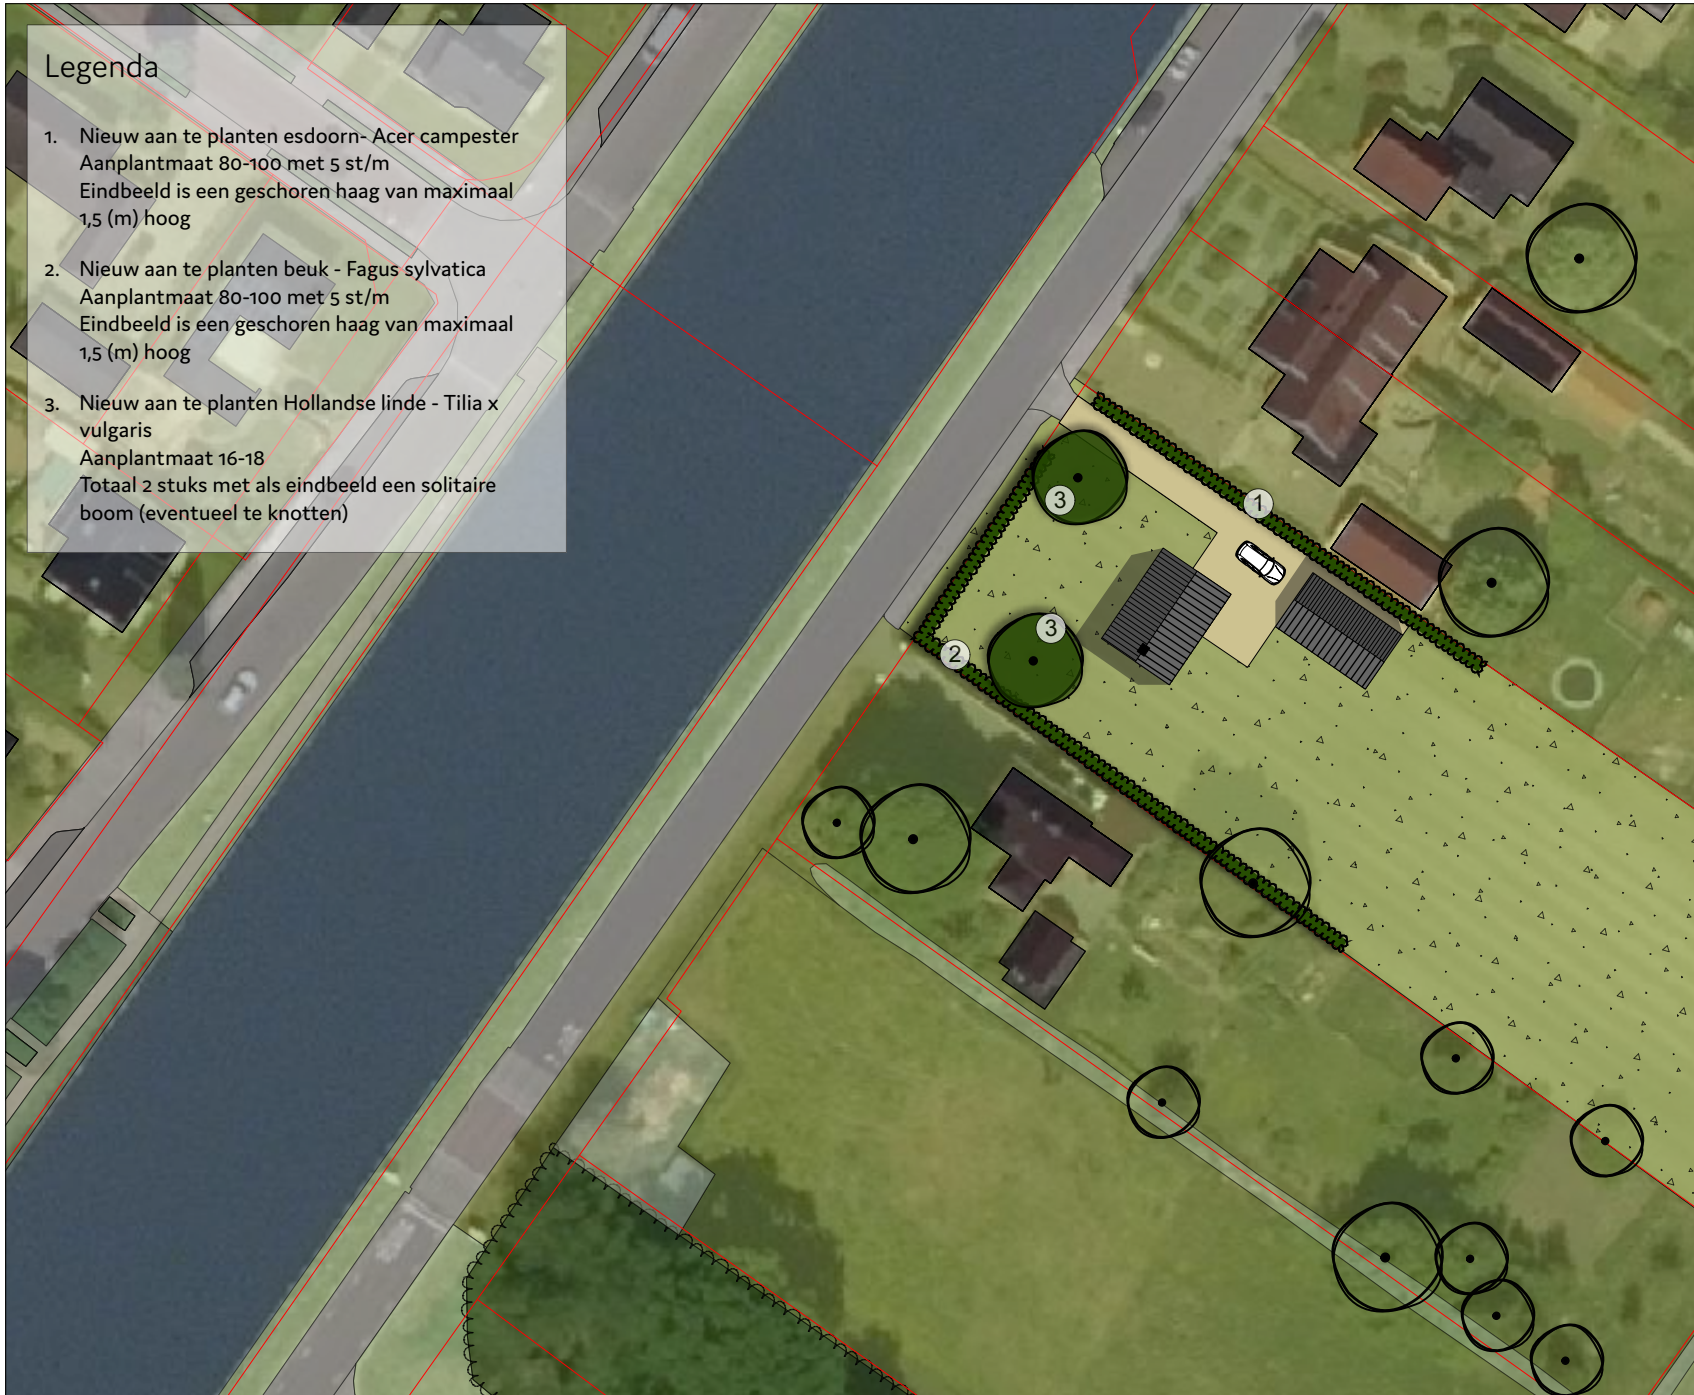 Legenda
1. Nieuw aan te planten esdoorn- Acer campester
Aanplantmaat 80-100 met 5 st/m
Eindbeeld is een geschoren haag van maximaal
1,5 (m) hoog
2. Nieuw aan te planten beuk - Fagus sylvatica
Aanplantmaat 80-100 met 5 st/m
Eindbeeld is een geschoren haag van maximaal
1,5 (m) hoog
3. Nieuw aan te planten Hollandse linde - Tilia x
vulgaris
Aanplantmaat 16-18
Totaal 2 stuks met als eindbeeld een solitaire
boom (eventueel te knotten)
3
1
3
2